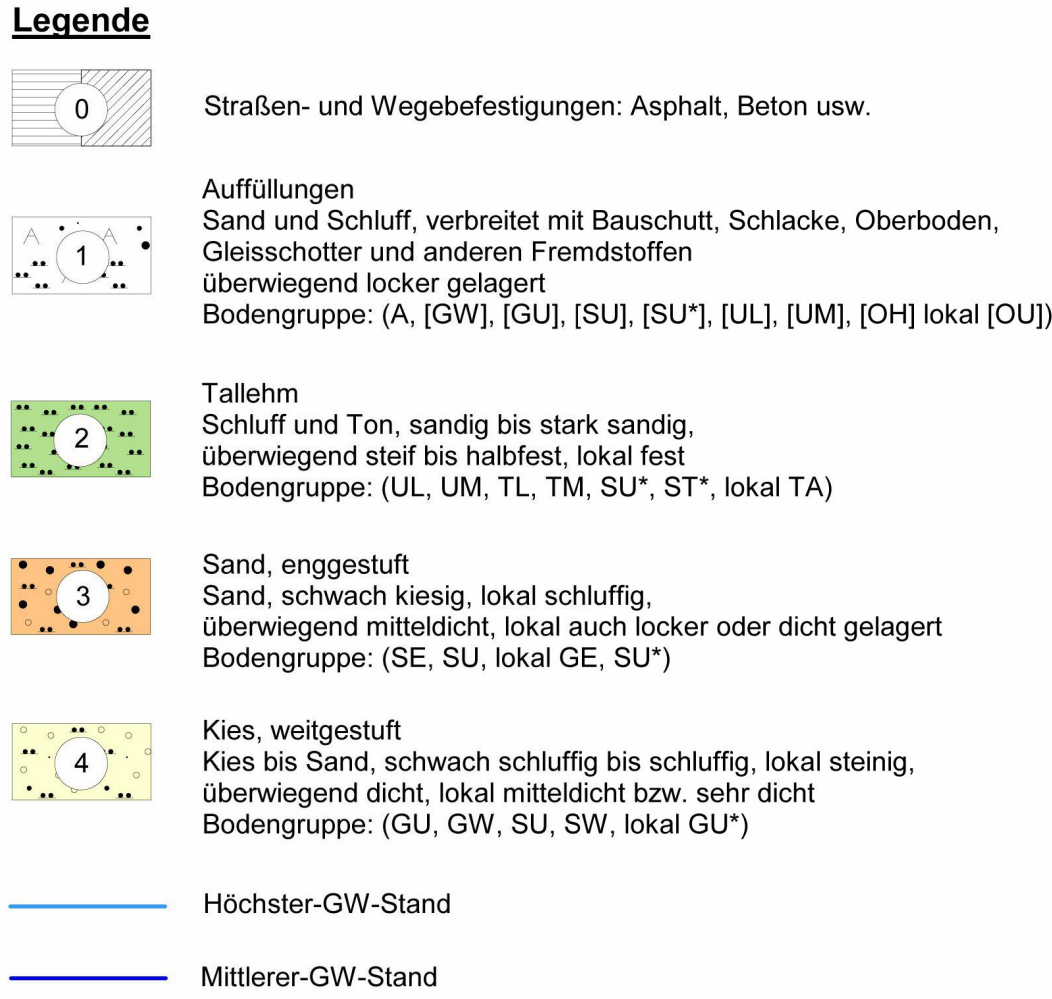 Legende
0
Straßen- und Wegebefestigungen: Asphalt, Beton usw.
1
Auffüllungen
Sand und Schluff, verbreitet mit Bauschutt, Schlacke, Oberboden,
Gleisschotter und anderen Fremdstoffen
überwiegend locker gelagert
Bodengruppe: (A, [GW], [GU], [SU], [SU*], [UL], [UM], [OH] lokal [OU])
2
Tallehm
Schluff und Ton, sandig bis stark sandig,
überwiegend steif bis halbfest, lokal fest
Bodengruppe: (UL, UM, TL, TM, SU*, ST*, lokal TA)
3
Sand, enggestuft
Sand, schwach kiesig, lokal schluffig,
überwiegend mitteldicht, lokal auch locker oder dicht gelagert
Bodengruppe: (SE, SU, lokal GE, SU*)
4
Kies, weitgestuft
Kies bis Sand, schwach schluffig bis schluffig, lokal steinig,
überwiegend dicht, lokal mitteldicht bzw. sehr dicht
Bodengruppe: (GU, GW, SU, SW, lokal GU*)
Höchster-GW-Stand
Mittlerer-GW-Stand